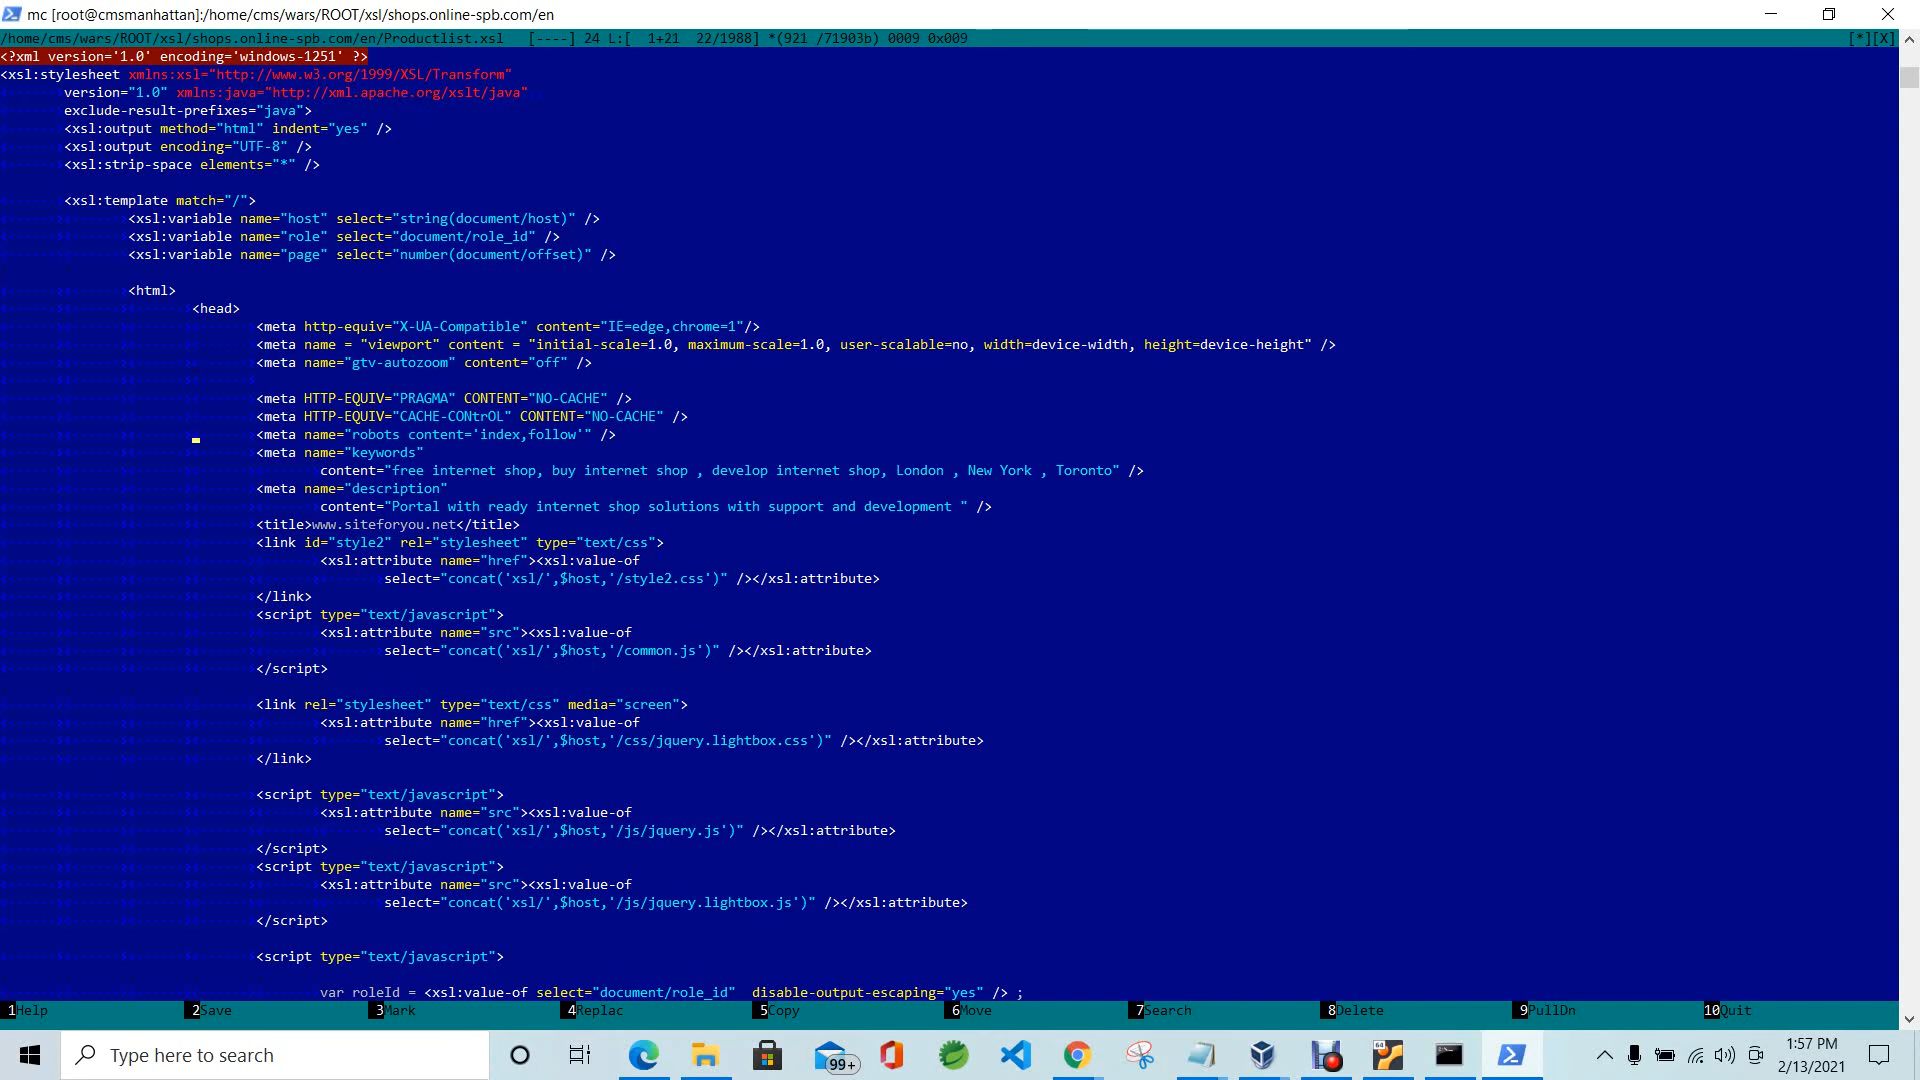 mc [root@cmsmanhattan]:/home/cms/wars/ROOT/xsl/shops.online-spb.com/en
/home/cms/wars/ROOT/xsl/shops.online-spb.com/en/Productlist.xsl   [----] 24 L:[  1+21  22/1988] *(921 /71903b) 0009 0x009 [*][X]
<?xml version='1.0' encoding='windows-1251' ?>
<xsl:stylesheet xmlns:xsl="http://www.w3.org/1999/XSL/Transform"
version="1.0" xmlns:java="http://xml.apache.org/xslt/java"
exclude-result-prefixes="java">
<xsl:output method="html" indent="yes" />
<xsl:output encoding="UTF-8" />
<xsl:strip-space elements="*" />
<xsl:template match="/">
<xsl:variable name="host" select="string(document/host)" />
<xsl:variable name="role" select="document/role_id" />
<xsl:variable name="page" select="number(document/offset)" />
<html>
<head>
<meta http-equiv="X-UA-Compatible" content="IE=edge,chrome=1"/>
<meta name = "viewport" content = "initial-scale=1.0, maximum-scale=1.0, user-scalable=no, width=device-width, height=device-height" />
<meta name="gtv-autozoom" content="off" />
<meta HTTP-EQUIV="PRAGMA" CONTENT="NO-CACHE" />
<meta HTTP-EQUIV="CACHE-CONtrOL" CONTENT="NO-CACHE" />
<meta name="robots content='index,follow'" />
<meta name="keywords"
content="free internet shop, buy internet shop , develop internet shop, London , New York , Toronto" />
<meta name="description"
content="Portal with ready internet shop solutions with support and development " />
<title>www.siteforyou.net</title>
<link id="style2" rel="stylesheet" type="text/css">
<xsl:attribute name="href"><xsl:value-of
select="concat('xsl/',$host,'/style2.css')" /></xsl:attribute>
</link>
<script type="text/javascript">
<xsl:attribute name="src"><xsl:value-of
select="concat('xsl/',$host,'/common.js')" /></xsl:attribute>
</script>
<link rel="stylesheet" type="text/css" media="screen">
<xsl:attribute name="href"><xsl:value-of
select="concat('xsl/',$host,'/css/jquery.lightbox.css')" /></xsl:attribute>
</link>
<script type="text/javascript">
<xsl:attribute name="src"><xsl:value-of
select="concat('xsl/',$host,'/js/jquery.js')" /></xsl:attribute>
</script>
<script type="text/javascript">
<xsl:attribute name="src"><xsl:value-of
select="concat('xsl/',$host,'/js/jquery.lightbox.js')" /></xsl:attribute>
</script>
<script type="text/javascript">
var roleId = <xsl:value-of select="document/role_id"  disable-output-escaping="yes" /> ;
1Help 2Save 3Mark 4Replac 5Copy 6Move 7Search 8Delete 9PullDn 10Quit
Type here to search 99+ 64 1:57 PM
2/13/2021